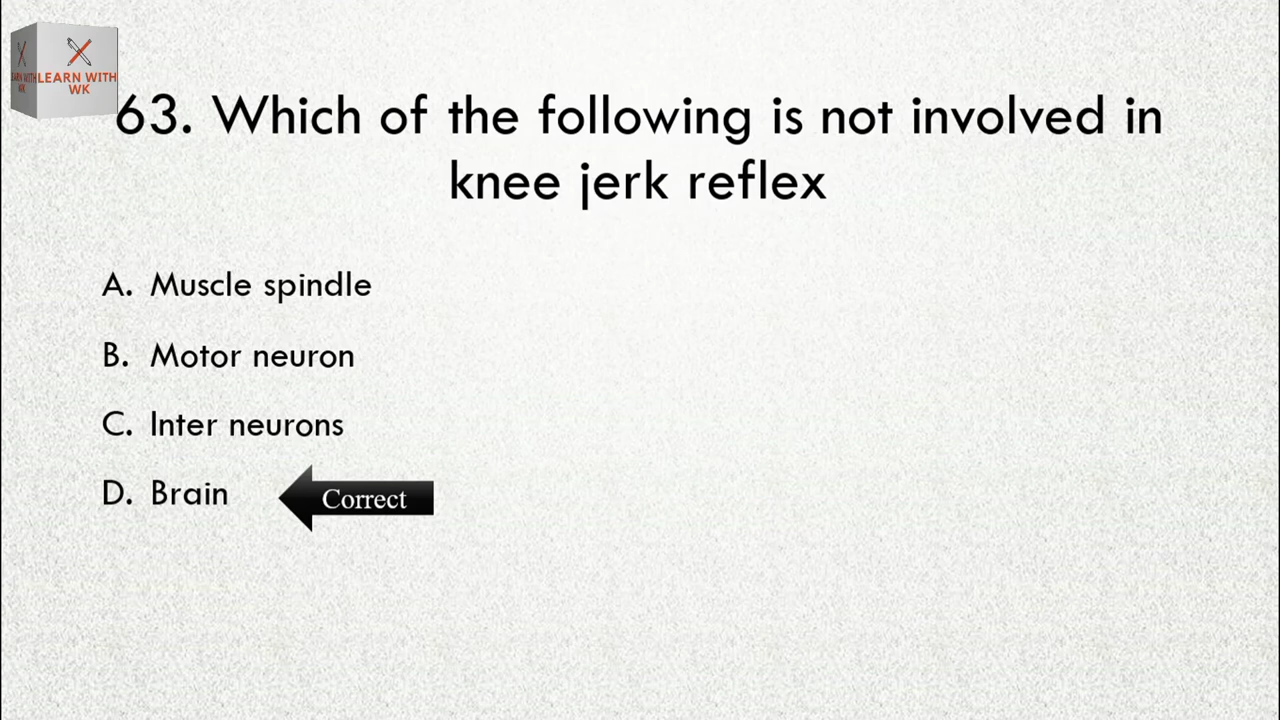 LEARN WITH
WK
63. Which of the following is not involved in
knee jerk reflex
A. Muscle spindle
B. Motor neuron
C. Inter neurons
D. Brain
Correct